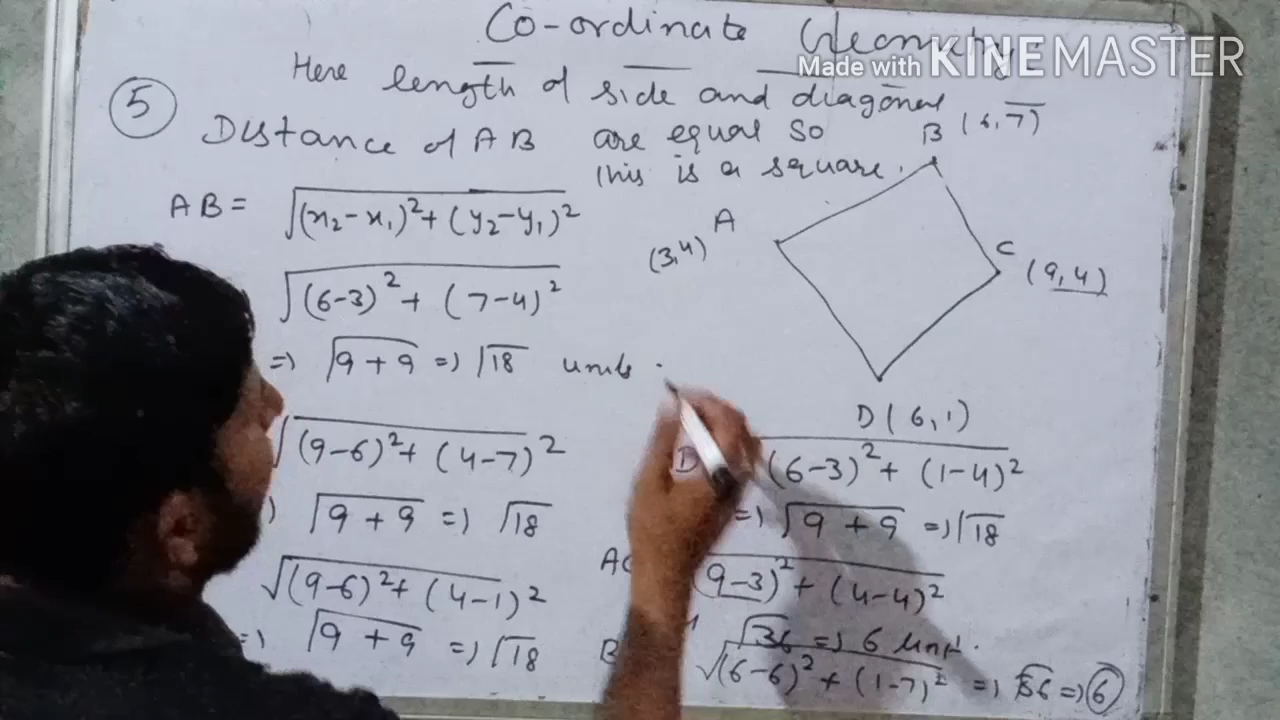 Co-ordinate Geometry
Made with KINEMASTER
Here length of side and diagonal
5
Distance of AB are equal so
this is a square.
B (6,7)
AB = √(x₂-x₁)²+(y₂-y₁)²
A
(3,4)
C
(9,4)
√(6-3)²+(7-4)²
=) √9+9 =) √18 units
D(6,1)
√(9-6)²+(4-7)²
D (6-3)²+(1-4)²
) √9+9 =) √18
=) √9+9 =) √18
√(9-6)²+(4-1)²
(9-3)²+(4-4)²
=) √9+9 =) √18
√36 =) 6 unit.
B √(6-6)²+(1-7)² =) √36 =) 6